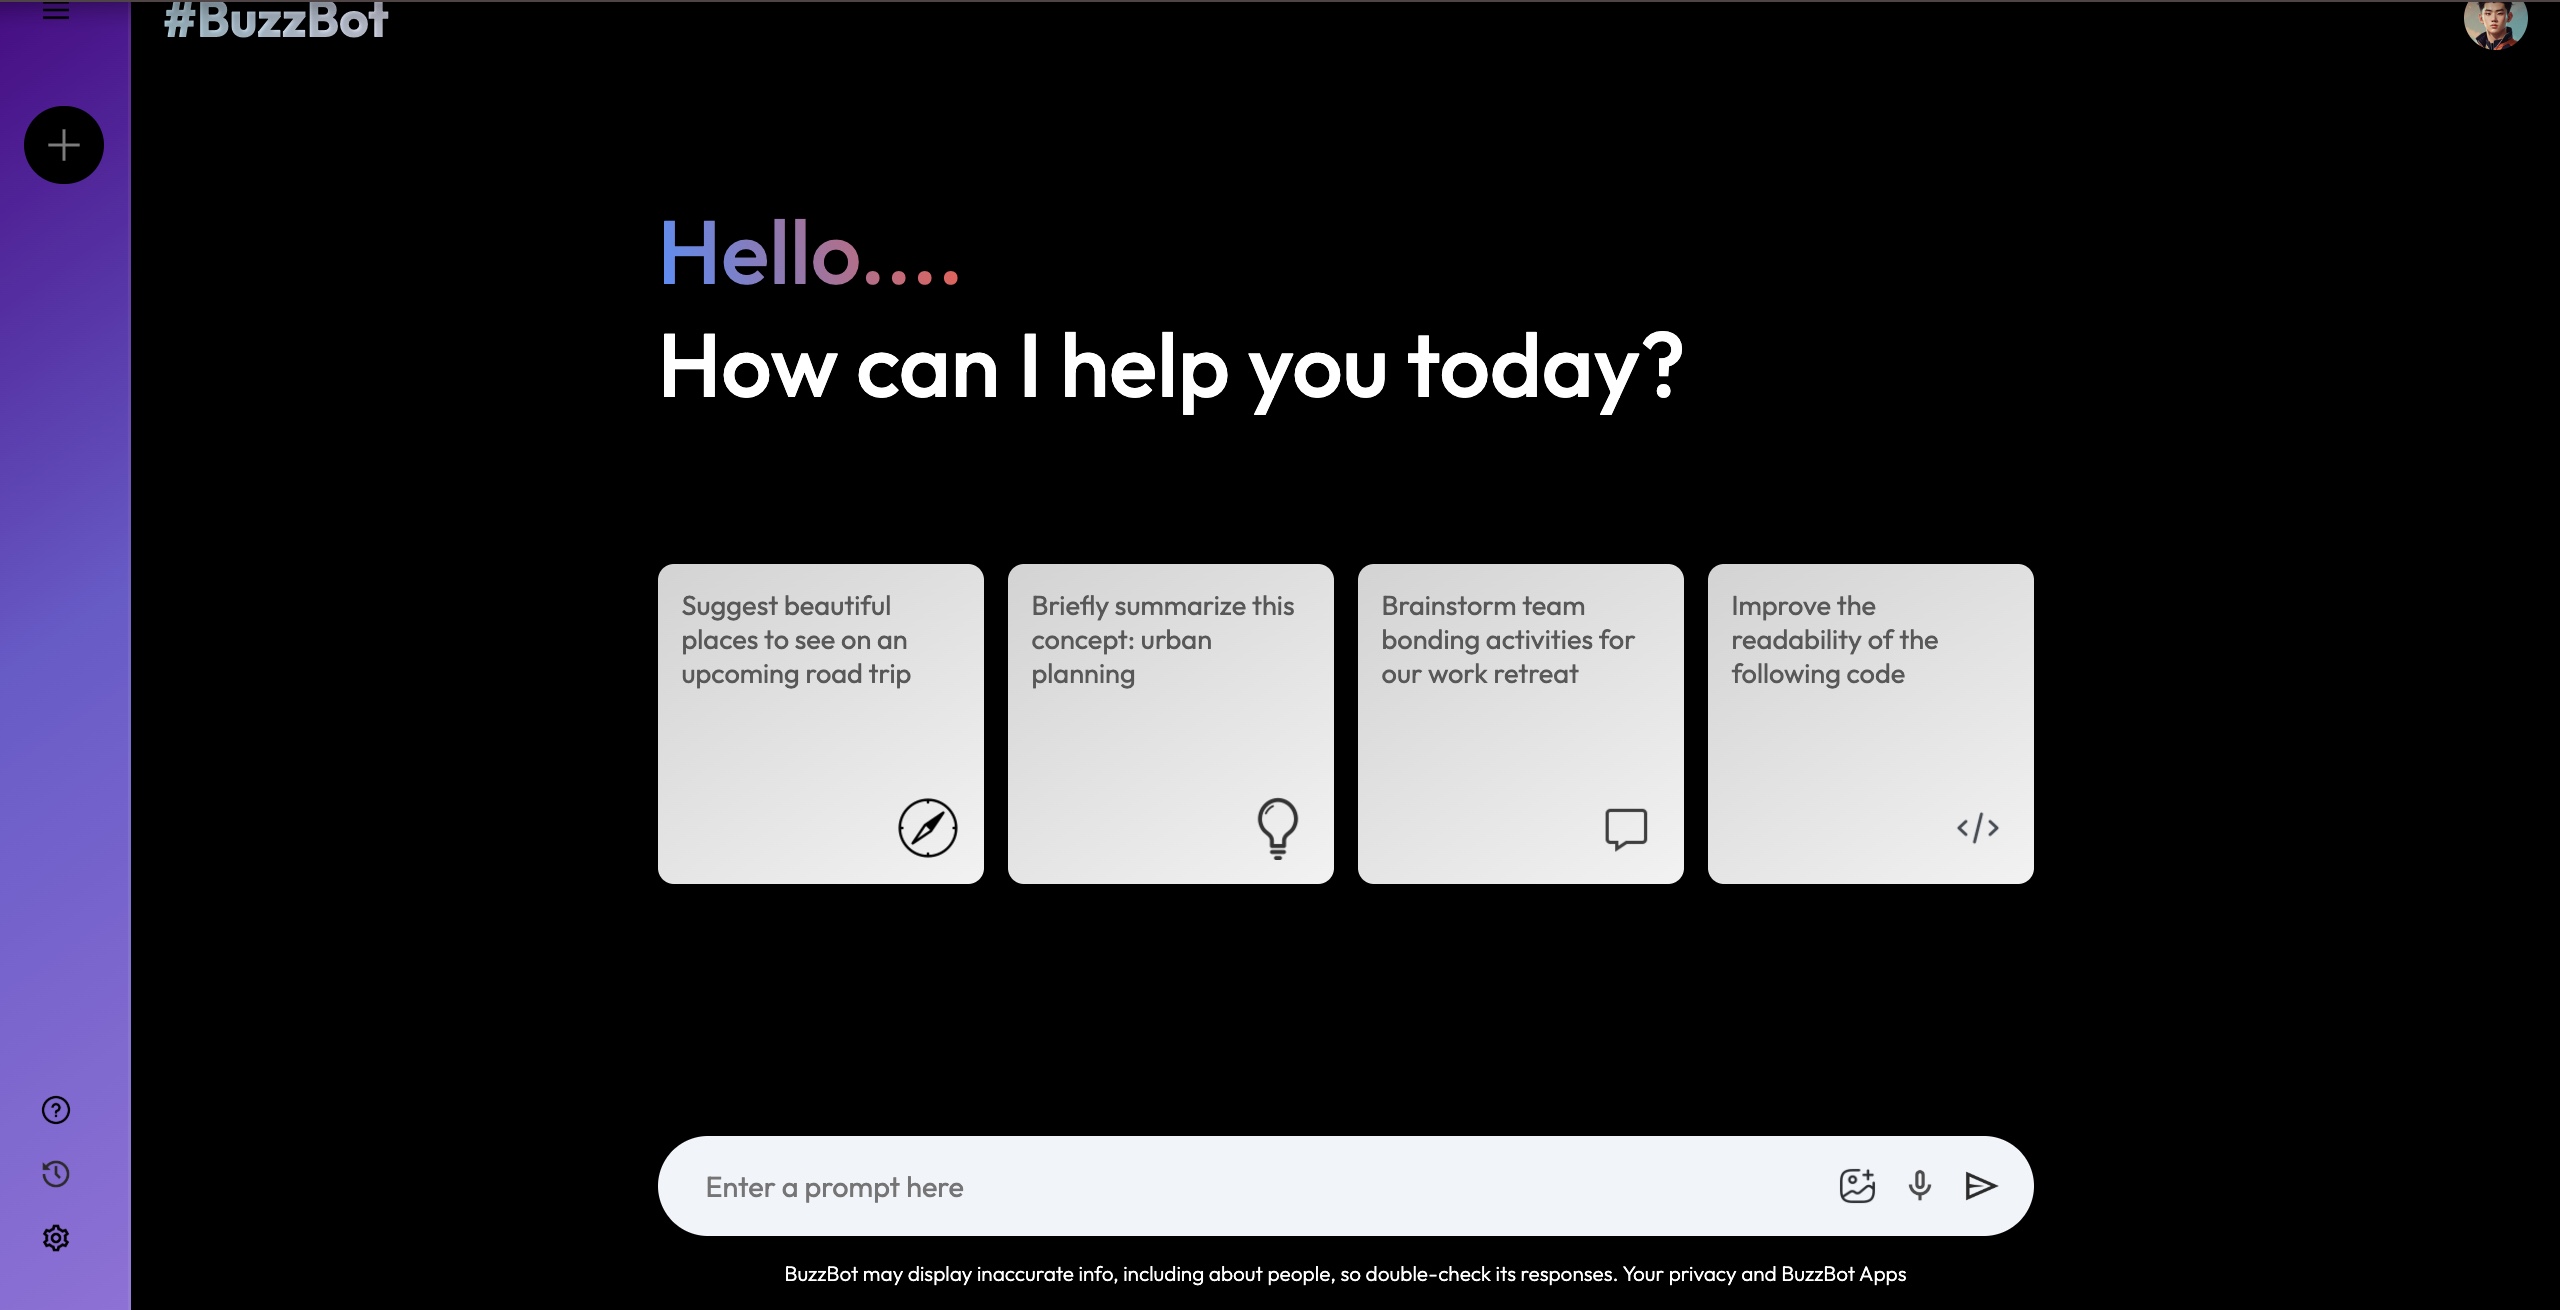 #BuzzBot
Hello....
How can I help you today?
Suggest beautiful
places to see on an
upcoming road trip
Briefly summarize this
concept: urban
planning
Brainstorm team
bonding activities for
our work retreat
Improve the
readability of the
following code
Enter a prompt here
BuzzBot may display inaccurate info, including about people, so double-check its responses. Your privacy and BuzzBot Apps